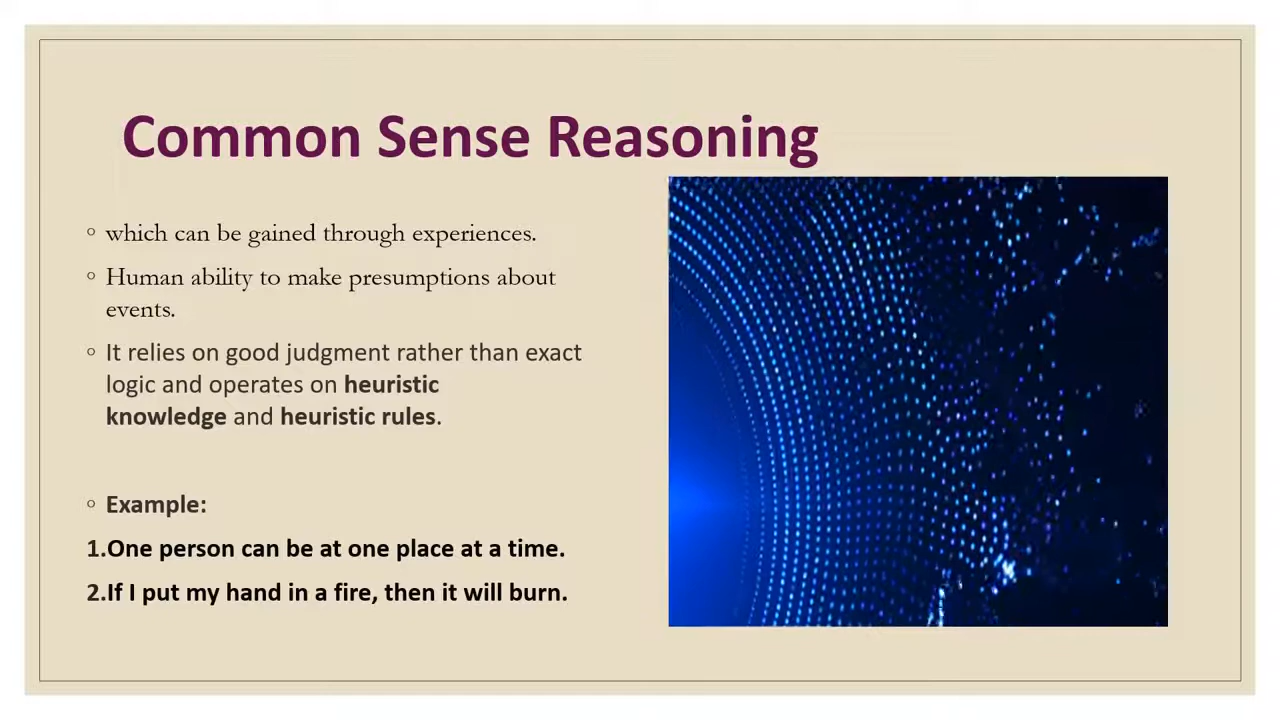 Common Sense Reasoning
◦ which can be gained through experiences.
◦ Human ability to make presumptions about
events.
◦ It relies on good judgment rather than exact
logic and operates on heuristic
knowledge and heuristic rules.
◦ Example:
1.One person can be at one place at a time.
2.If I put my hand in a fire, then it will burn.